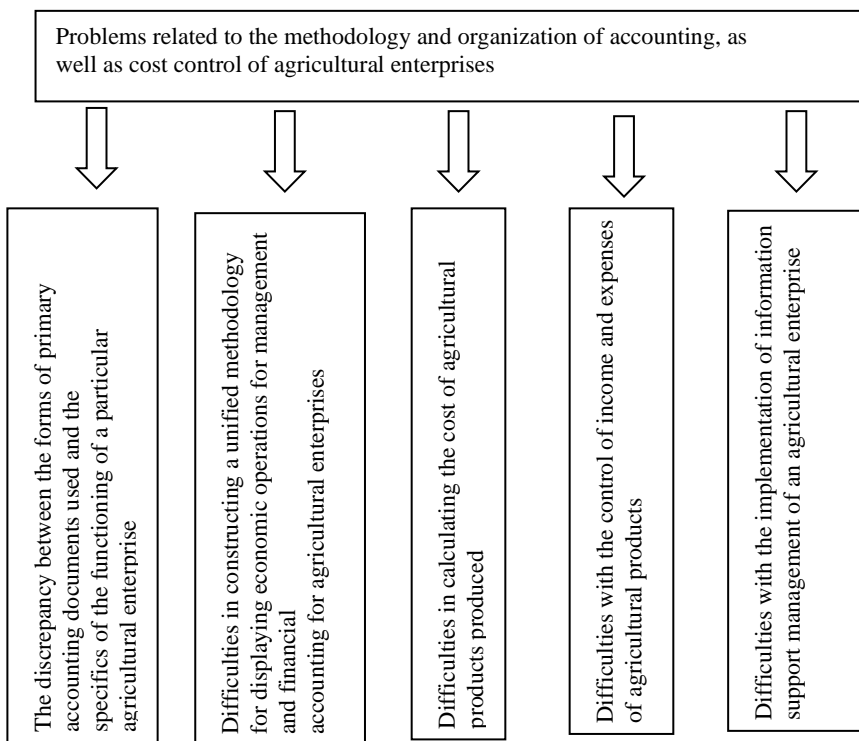 Problems related to the methodology and organization of accounting, as
well as cost control of agricultural enterprises
The discrepancy between the forms of primary
accounting documents used and the
specifics of the functioning of a particular
agricultural enterprise
Difficulties in constructing a unified methodology
for displaying economic operations for management
and financial
accounting for agricultural enterprises
Difficulties in calculating the cost of agricultural
products produced
Difficulties with the control of income and expenses
of agricultural products
Difficulties with the implementation of information
support management of an agricultural enterprise